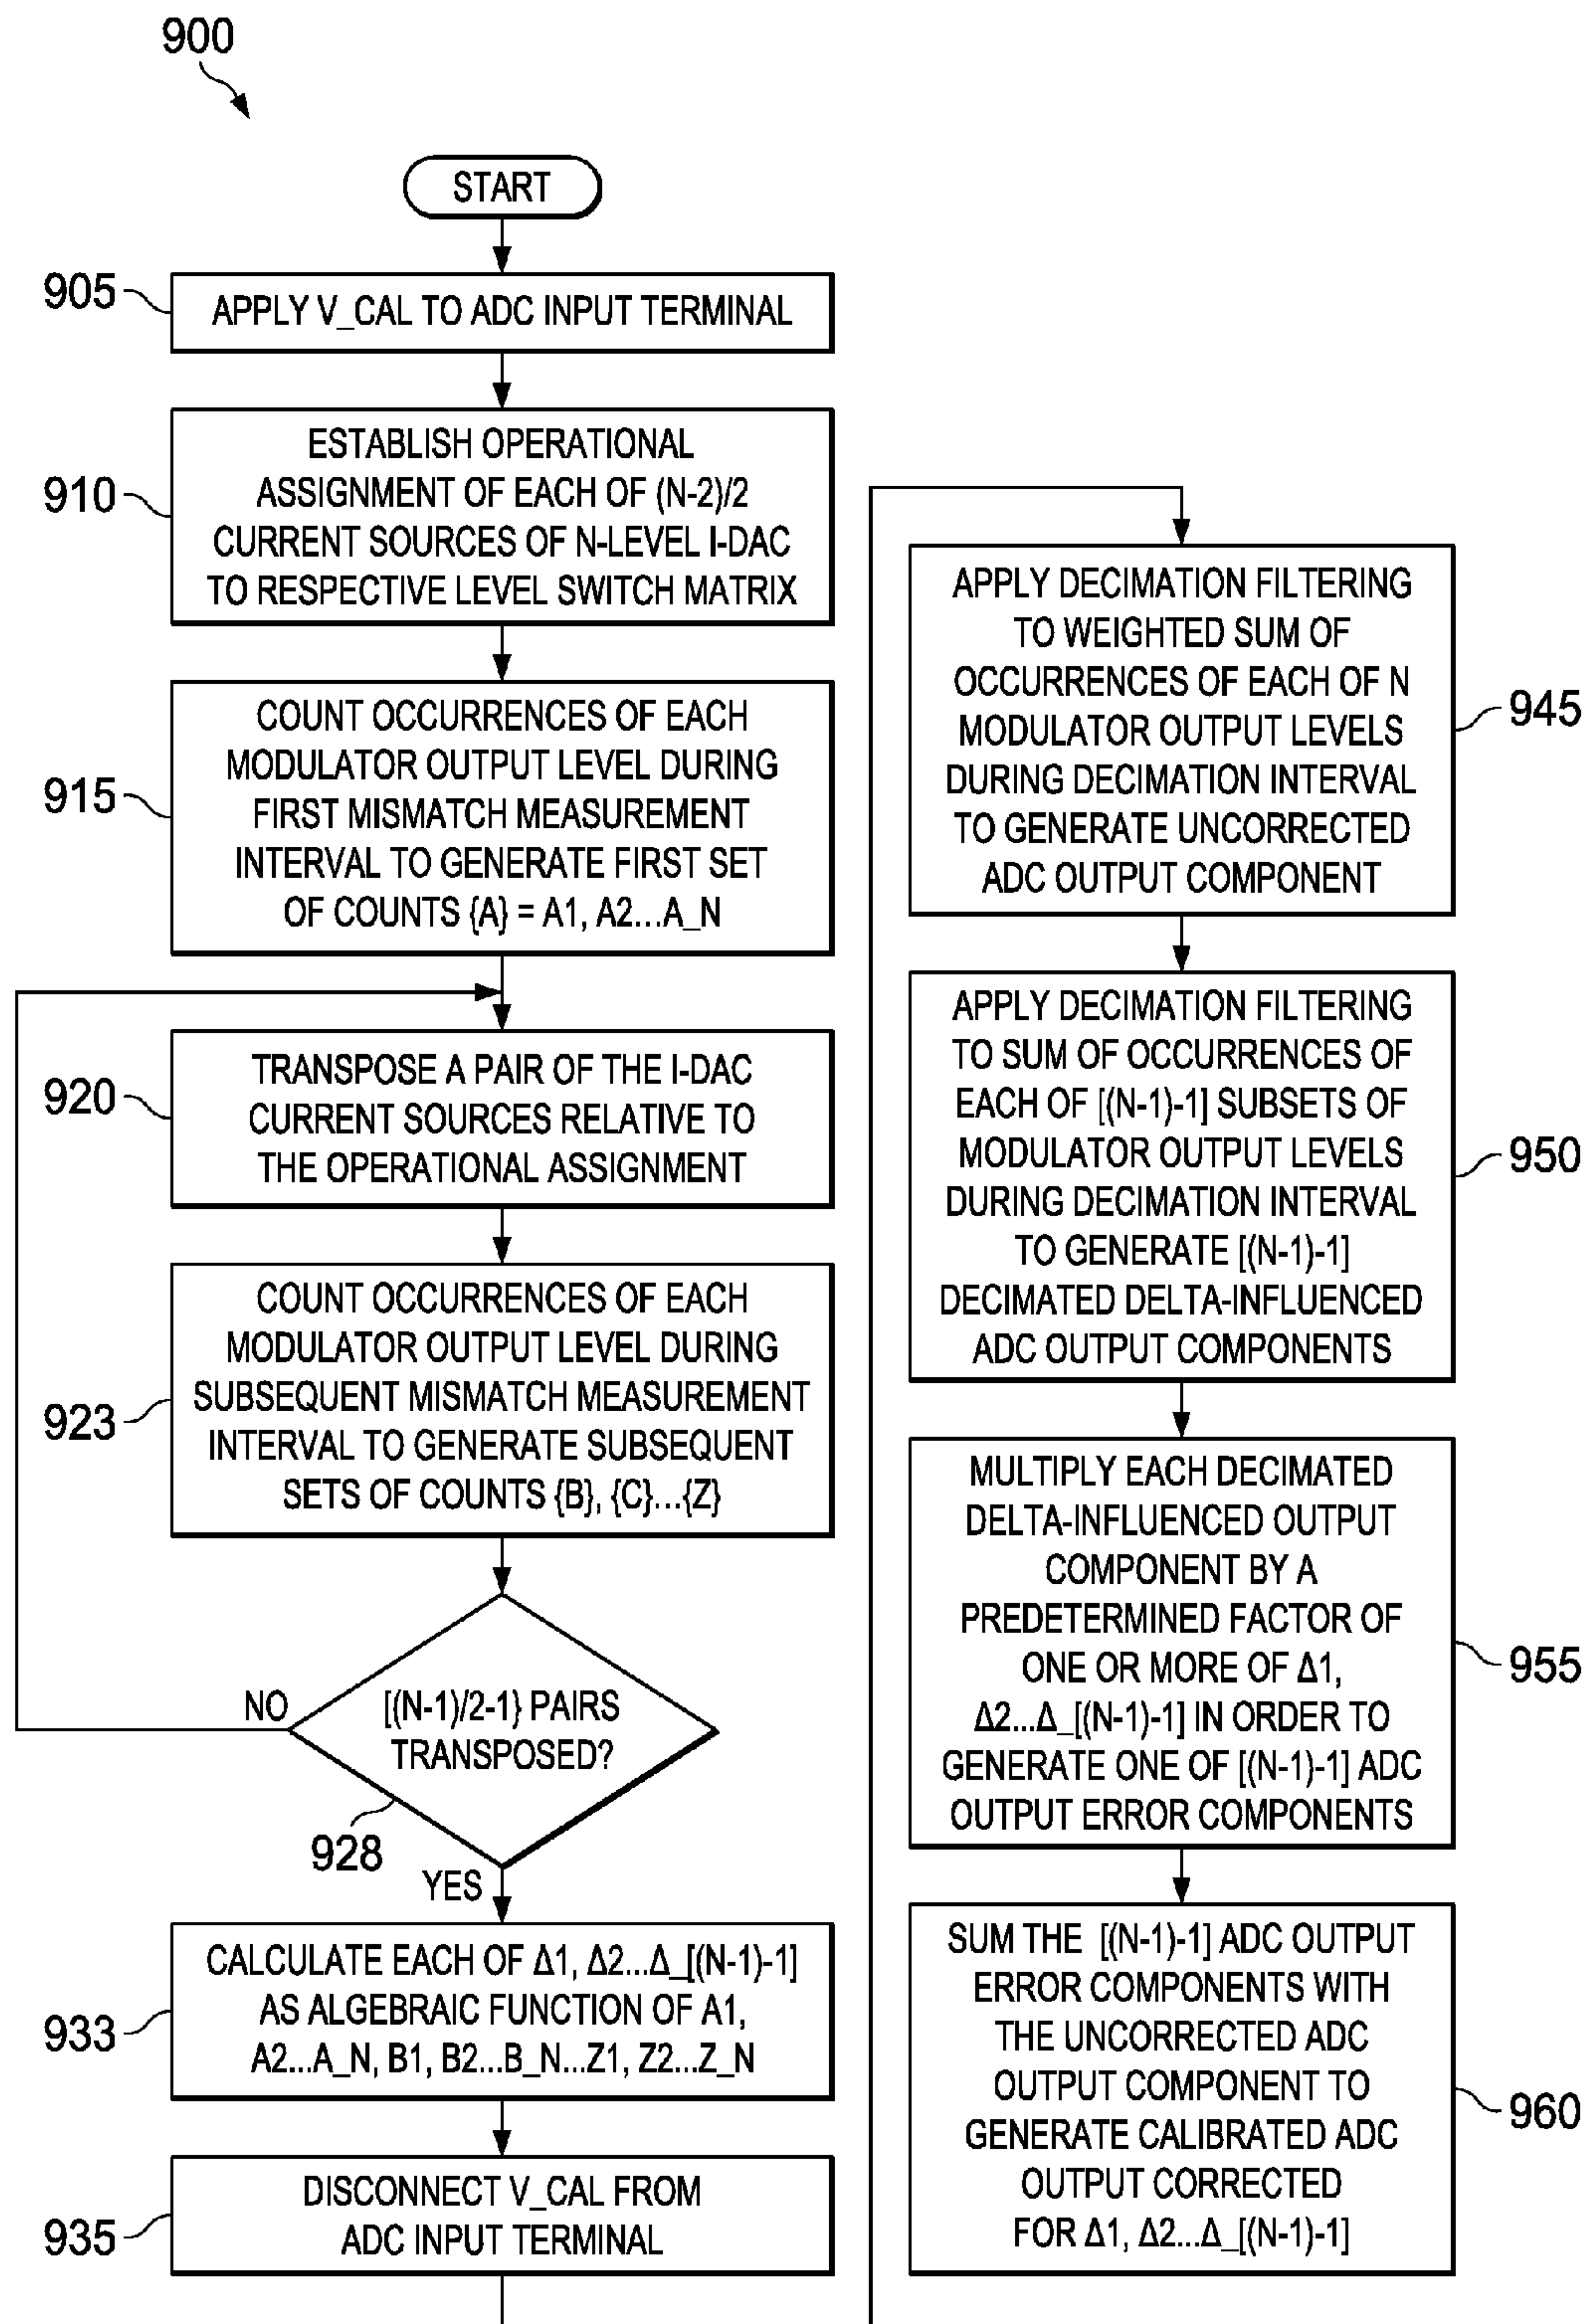 900
START
905
APPLY V_CAL TO ADC INPUT TERMINAL
910
ESTABLISH OPERATIONAL
ASSIGNMENT OF EACH OF (N-2)/2
CURRENT SOURCES OF N-LEVEL I-DAC
TO RESPECTIVE LEVEL SWITCH MATRIX
915
COUNT OCCURRENCES OF EACH
MODULATOR OUTPUT LEVEL DURING
FIRST MISMATCH MEASUREMENT
INTERVAL TO GENERATE FIRST SET
OF COUNTS {A} = A1, A2...A_N
920
TRANSPOSE A PAIR OF THE I-DAC
CURRENT SOURCES RELATIVE TO
THE OPERATIONAL ASSIGNMENT
923
COUNT OCCURRENCES OF EACH
MODULATOR OUTPUT LEVEL DURING
SUBSEQUENT MISMATCH MEASUREMENT
INTERVAL TO GENERATE SUBSEQUENT
SETS OF COUNTS {B}, {C}...{Z}
NO
[(N-1)/2-1} PAIRS
TRANSPOSED?
928
YES
933
CALCULATE EACH OF Δ1, Δ2...Δ_[(N-1)-1]
AS ALGEBRAIC FUNCTION OF A1,
A2...A_N, B1, B2...B_N...Z1, Z2...Z_N
935
DISCONNECT V_CAL FROM
ADC INPUT TERMINAL
APPLY DECIMATION FILTERING
TO WEIGHTED SUM OF
OCCURRENCES OF EACH OF N
MODULATOR OUTPUT LEVELS
DURING DECIMATION INTERVAL
TO GENERATE UNCORRECTED
ADC OUTPUT COMPONENT
945
APPLY DECIMATION FILTERING
TO SUM OF OCCURRENCES OF
EACH OF [(N-1)-1] SUBSETS OF
MODULATOR OUTPUT LEVELS
DURING DECIMATION INTERVAL
TO GENERATE [(N-1)-1]
DECIMATED DELTA-INFLUENCED
ADC OUTPUT COMPONENTS
950
MULTIPLY EACH DECIMATED
DELTA-INFLUENCED OUTPUT
COMPONENT BY A
PREDETERMINED FACTOR OF
ONE OR MORE OF Δ1,
Δ2...Δ_[(N-1)-1] IN ORDER TO
GENERATE ONE OF [(N-1)-1] ADC
OUTPUT ERROR COMPONENTS
955
SUM THE [(N-1)-1] ADC OUTPUT
ERROR COMPONENTS WITH
THE UNCORRECTED ADC
OUTPUT COMPONENT TO
GENERATE CALIBRATED ADC
OUTPUT CORRECTED
FOR Δ1, Δ2...Δ_[(N-1)-1]
960